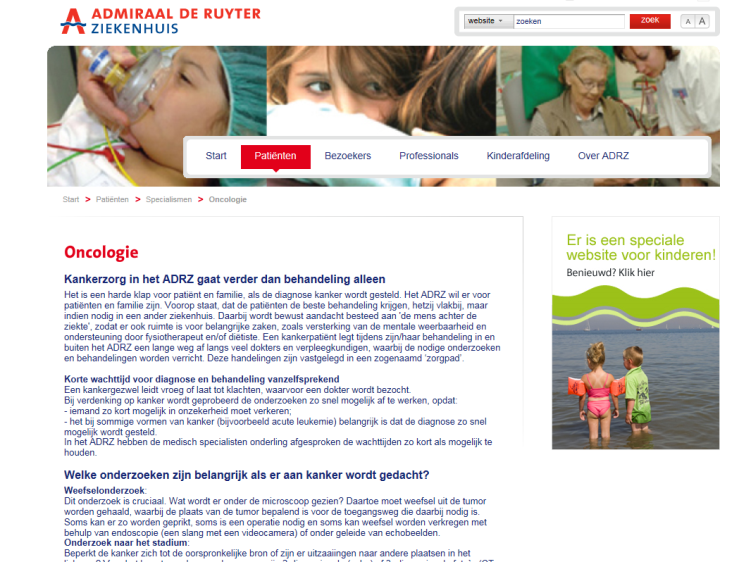 ADMIRAAL DE RUYTER
ZIEKENHUIS
website zoeken zoek A A
Start Patiënten Bezoekers Professionals Kinderafdeling Over ADRZ
Start > Patiënten > Specialismen > Oncologie
Oncologie
Kankerzorg in het ADRZ gaat verder dan behandeling alleen
Het is een harde klap voor patiënt en familie, als de diagnose kanker wordt gesteld. Het ADRZ wil er voor
patiënten en familie zijn. Voorop staat, dat de patiënten de beste behandeling krijgen, hetzij vlakbij, maar
indien nodig in een ander ziekenhuis. Daarbij wordt bewust aandacht besteed aan 'de mens achter de
ziekte', zodat er ook ruimte is voor belangrijke zaken, zoals versterking van de mentale weerbaarheid en
ondersteuning door fysiotherapeut en/of diëtiste. Een kankerpatiënt legt tijdens zijn/haar behandeling in en
buiten het ADRZ een lange weg af langs veel dokters en verpleegkundigen, waarbij de nodige onderzoeken
en behandelingen worden verricht. Deze handelingen zijn vastgelegd in een zogenaamd 'zorgpad'.
Korte wachttijd voor diagnose en behandeling vanzelfsprekend
Een kankergezwel leidt vroeg of laat tot klachten, waarvoor een dokter wordt bezocht.
Bij verdenking op kanker wordt geprobeerd de onderzoeken zo snel mogelijk af te werken, opdat:
- iemand zo kort mogelijk in onzekerheid moet verkeren;
- het bij sommige vormen van kanker (bijvoorbeeld acute leukemie) belangrijk is dat de diagnose zo snel
mogelijk wordt gesteld.
In het ADRZ hebben de medisch specialisten onderling afgesproken de wachttijden zo kort als mogelijk te
houden.
Welke onderzoeken zijn belangrijk als er aan kanker wordt gedacht?
Weefselonderzoek:
Dit onderzoek is cruciaal. Wat wordt er onder de microscoop gezien? Daartoe moet weefsel uit de tumor
worden gehaald, waarbij de plaats van de tumor bepalend is voor de toegangsweg die daarbij nodig is.
Soms kan er zo worden geprikt, soms is een operatie nodig en soms kan weefsel worden verkregen met
behulp van endoscopie (een slang met een videocamera) of onder geleide van echobeelden.
Onderzoek naar het stadium:
Beperkt de kanker zich tot de oorspronkelijke bron of zijn er uitzaaiingen naar andere plaatsen in het
Er is een speciale
website voor kinderen!
Benieuwd? Klik hier